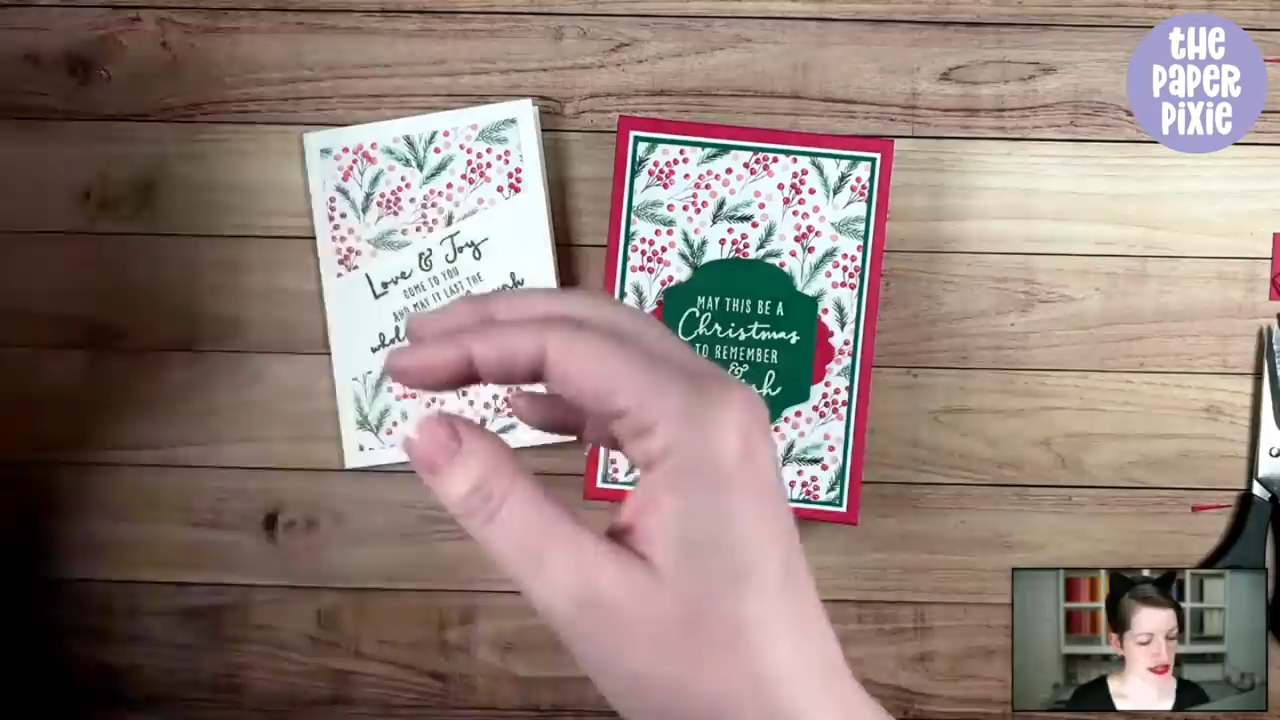 the
PAPER
PIXIE
Love & Joy
COME TO YOU
AND MAY IT LAST THE
MAY THIS BE A
Christmas
TO REMEMBER
&